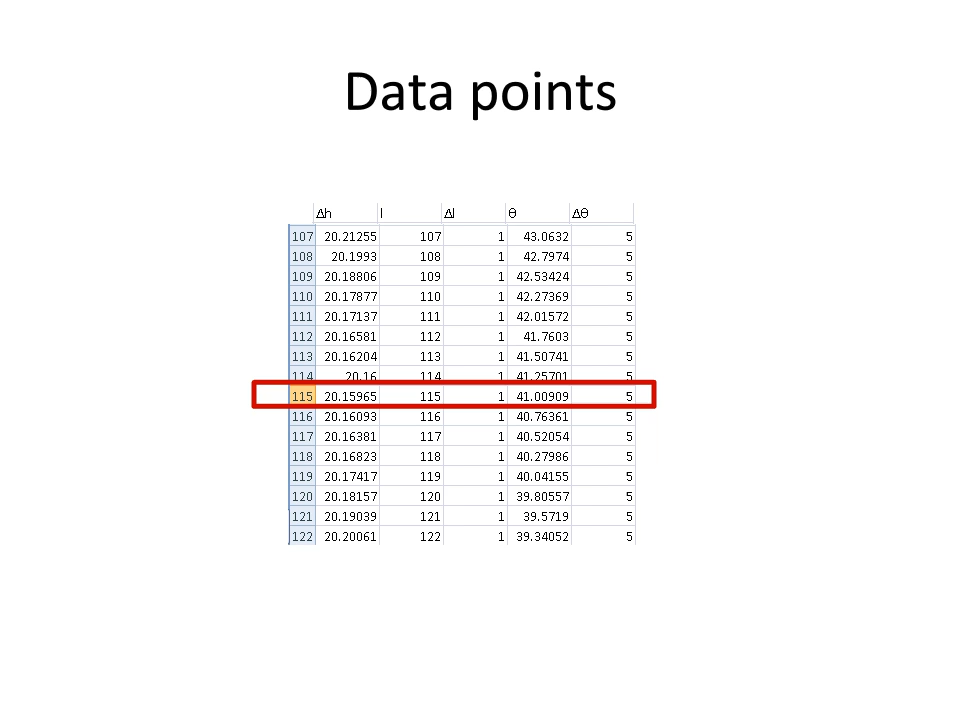 Data points
Δh l Δl θ Δθ
107 20.21255 107 1 43.0632 5
108 20.1993 108 1 42.7974 5
109 20.18806 109 1 42.53424 5
110 20.17877 110 1 42.27369 5
111 20.17137 111 1 42.01572 5
112 20.16581 112 1 41.7603 5
113 20.16204 113 1 41.50741 5
114 20.16 114 1 41.25701 5
115 20.15965 115 1 41.00909 5
116 20.16093 116 1 40.76361 5
117 20.16381 117 1 40.52054 5
118 20.16823 118 1 40.27986 5
119 20.17417 119 1 40.04155 5
120 20.18157 120 1 39.80557 5
121 20.19039 121 1 39.5719 5
122 20.20061 122 1 39.34052 5